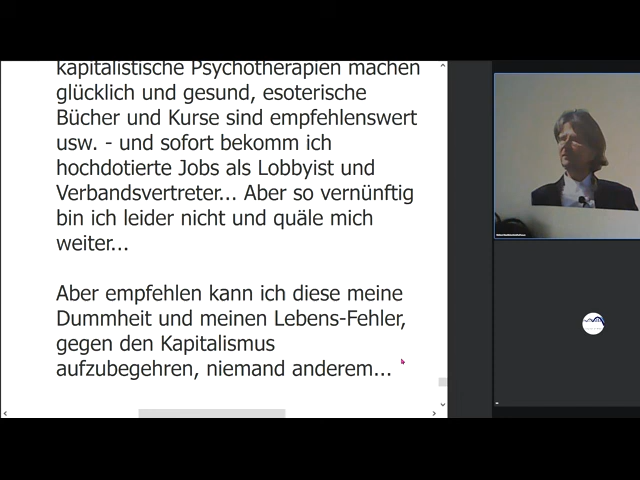 kapitalistische Psychotherapien machen
glücklich und gesund, esoterische
Bücher und Kurse sind empfehlenswert
usw. - und sofort bekomm ich
hochdotierte Jobs als Lobbyist und
Verbandsvertreter... Aber so vernünftig
bin ich leider nicht und quäle mich
weiter...
Aber empfehlen kann ich diese meine
Dummheit und meinen Lebens-Fehler,
gegen den Kapitalismus
aufzubegehren, niemand anderem...